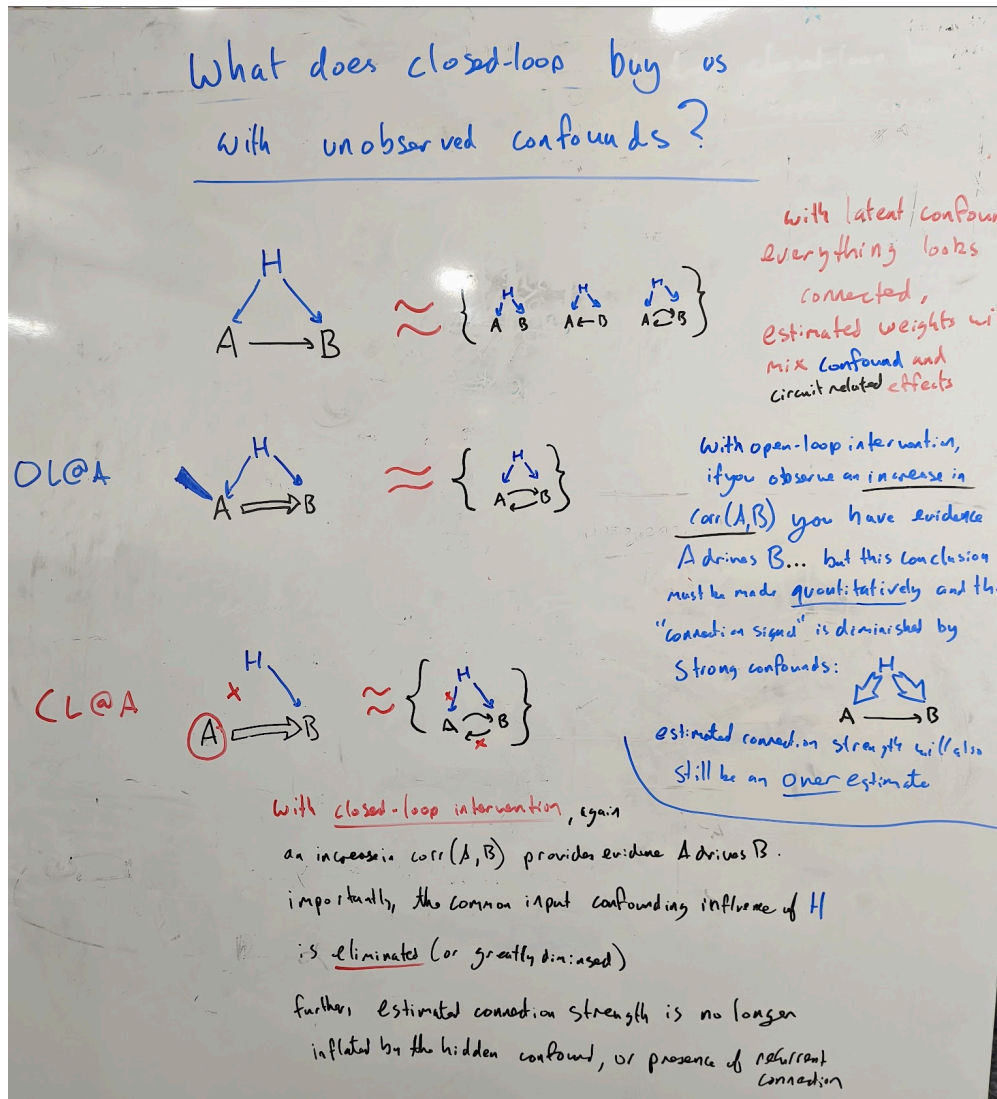 What does closed-loop buy us
with unobserved confounds?
with latent confoun
everything looks
connected,
estimated weights wi
mix confound and
circuit related effects
H
A B
≈
{ H H H }
A B A B A B
OL@A
H
A B
≈
{ H }
A B
With open-loop intervention,
if you observe an increase in
corr(A,B) you have evidence
A drives B... but this conclusion
must be made quantitatively and th
"connection signal" is diminished by
strong confounds:
H
A B
estimated connection strength will also
still be an over estimate
CL@A
H
x
A B
≈
{ H }
x
A B
x
with closed-loop intervention, again
an increase in corr(A,B) provides evidene A drives B.
importantly, the common input confounding influence of H
is eliminated (or greatly diminised)
further, estimated connection strength is no longer
inflated by the hidden confound, or presence of recurrent
connection